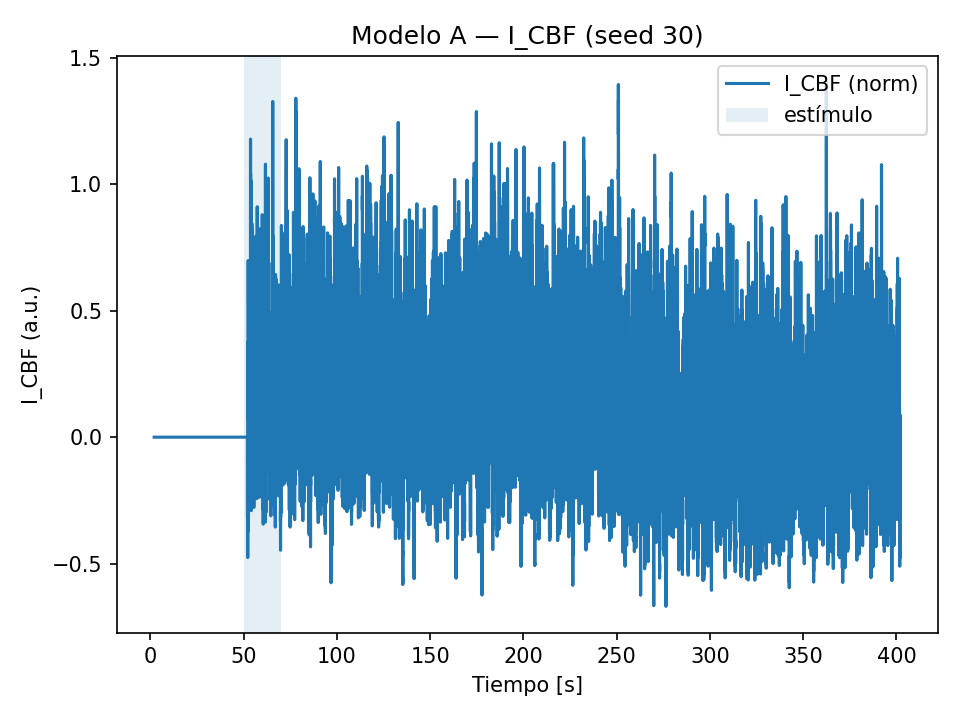 Modelo A — I_CBF (seed 30)
I_CBF (norm)
estímulo
1.5
1.0
0.5
0.0
−0.5
I_CBF (a.u.)
0 50 100 150 200 250 300 350 400
Tiempo [s]